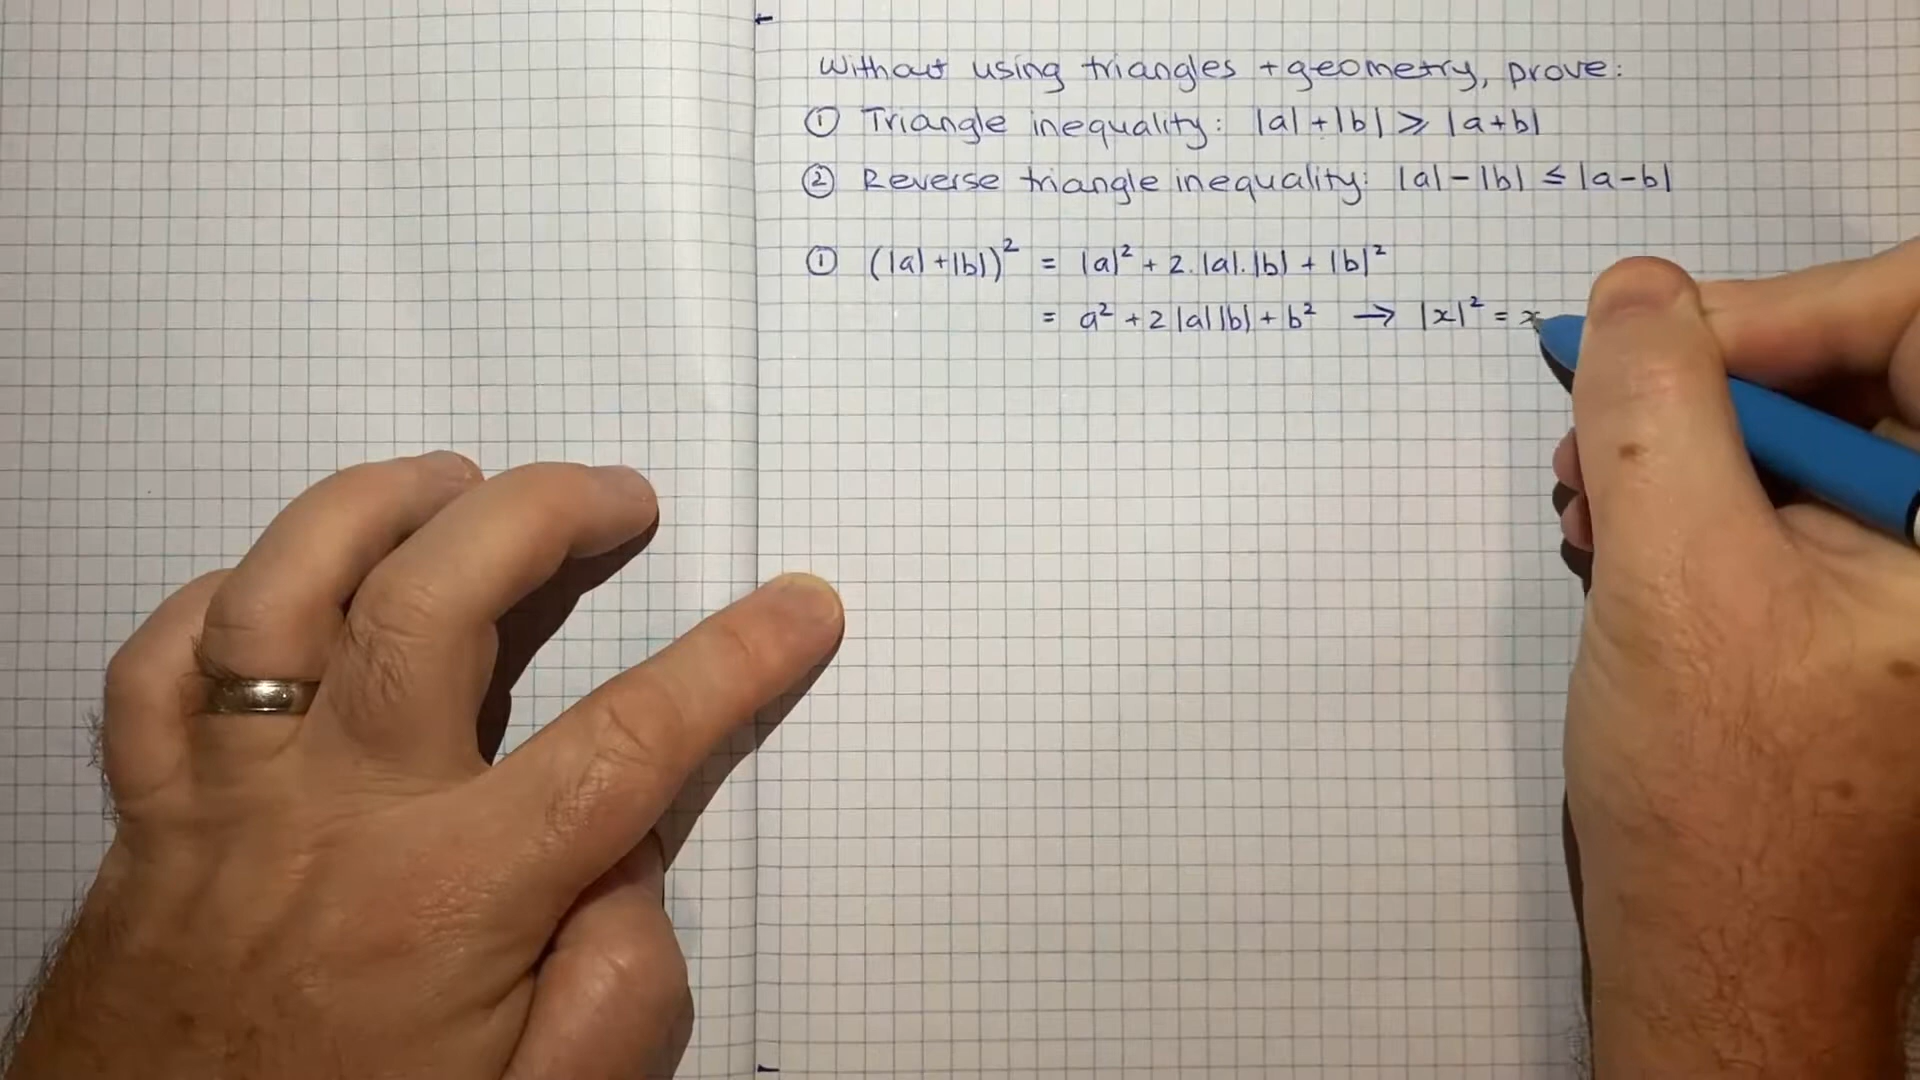 Without using triangles + geometry, prove:
① Triangle inequality: |a| + |b| ⩾ |a+b|
② Reverse triangle inequality: |a| - |b| ≤ |a-b|
① (|a| + |b|)² = |a|² + 2.|a|.|b| + |b|²
= a² + 2|a||b| + b² → |x|² = x